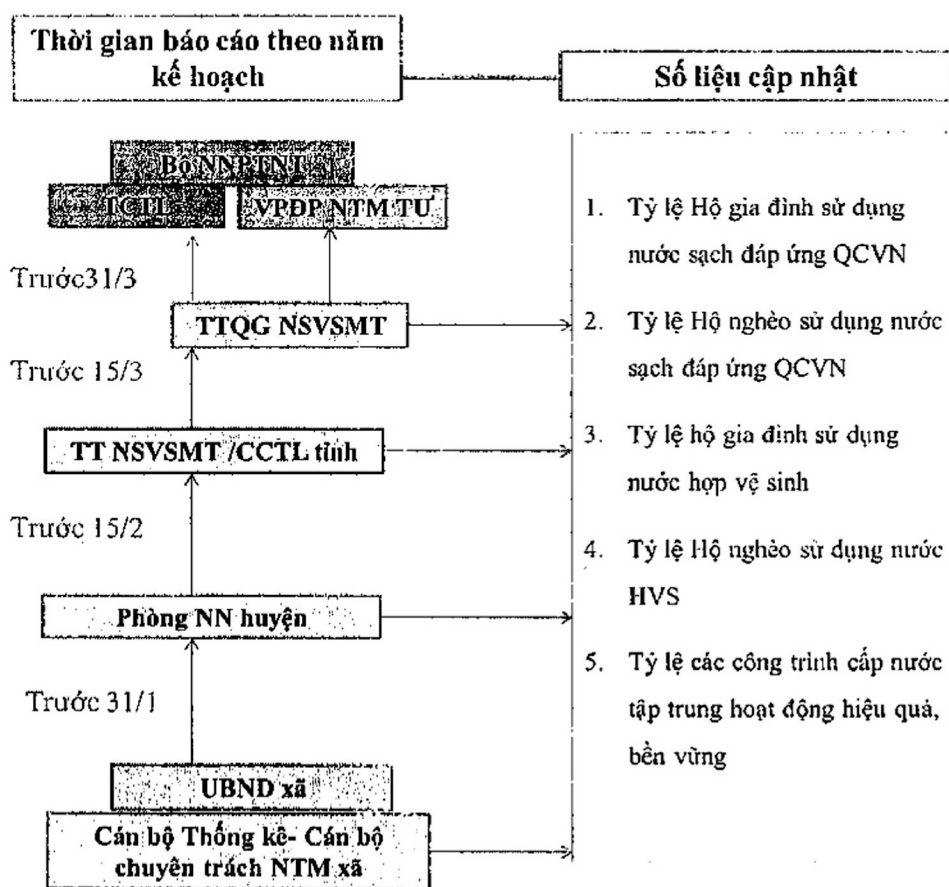 Thời gian báo cáo theo năm
kế hoạch
Số liệu cập nhật
Bộ NNPTNT
TCTL
VPĐP NTM TƯ
Trước31/3
TTQG NSVSMT
Trước 15/3
TT NSVSMT /CCTL tỉnh
Trước 15/2
Phòng NN huyện
Trước 31/1
UBND xã
Cán bộ Thống kê- Cán bộ
chuyên trách NTM xã
1. Tỷ lệ Hộ gia đình sử dụng
nước sạch đáp ứng QCVN
2. Tỷ lệ Hộ nghèo sử dụng nước
sạch đáp ứng QCVN
3. Tỷ lệ hộ gia đình sử dụng
nước hợp vệ sinh
4. Tỷ lệ Hộ nghèo sử dụng nước
HVS
5. Tỷ lệ các công trình cấp nước
tập trung hoạt động hiệu quả,
bền vững